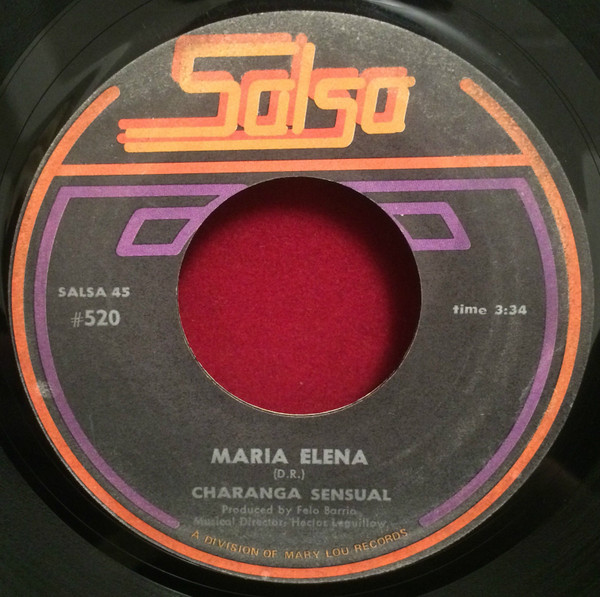 Salsa
SALSA 45
#520
time 3:34
MARIA ELENA
(D.R.)
CHARANGA SENSUAL
Produced by Felo Barrio
Musical Director: Hector Leguillow
A DIVISION OF MARY LOU RECORDS